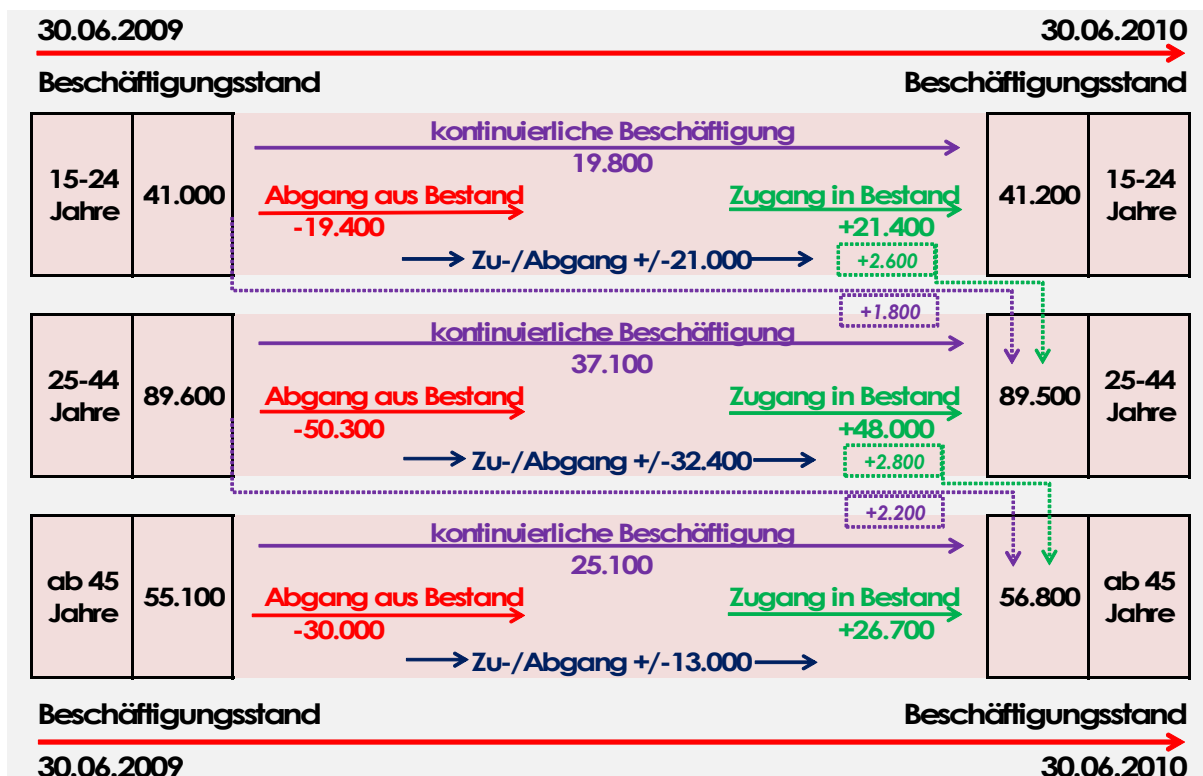 30.06.2009 30.06.2010
Beschäftigungsstand Beschäftigungsstand
kontinuierliche Beschäftigung
19.800
15-24 Jahre 41.000 41.200 15-24 Jahre
Abgang aus Bestand Zugang in Bestand
-19.400 +21.400
Zu-/Abgang +/-21.000 +2.600
+1.800
kontinuierliche Beschäftigung
37.100
25-44 Jahre 89.600 89.500 25-44 Jahre
Abgang aus Bestand Zugang in Bestand
-50.300 +48.000
Zu-/Abgang +/-32.400 +2.800
+2.200
kontinuierliche Beschäftigung
25.100
ab 45 Jahre 55.100 56.800 ab 45 Jahre
Abgang aus Bestand Zugang in Bestand
-30.000 +26.700
Zu-/Abgang +/-13.000
Beschäftigungsstand Beschäftigungsstand
30.06.2009 30.06.2010